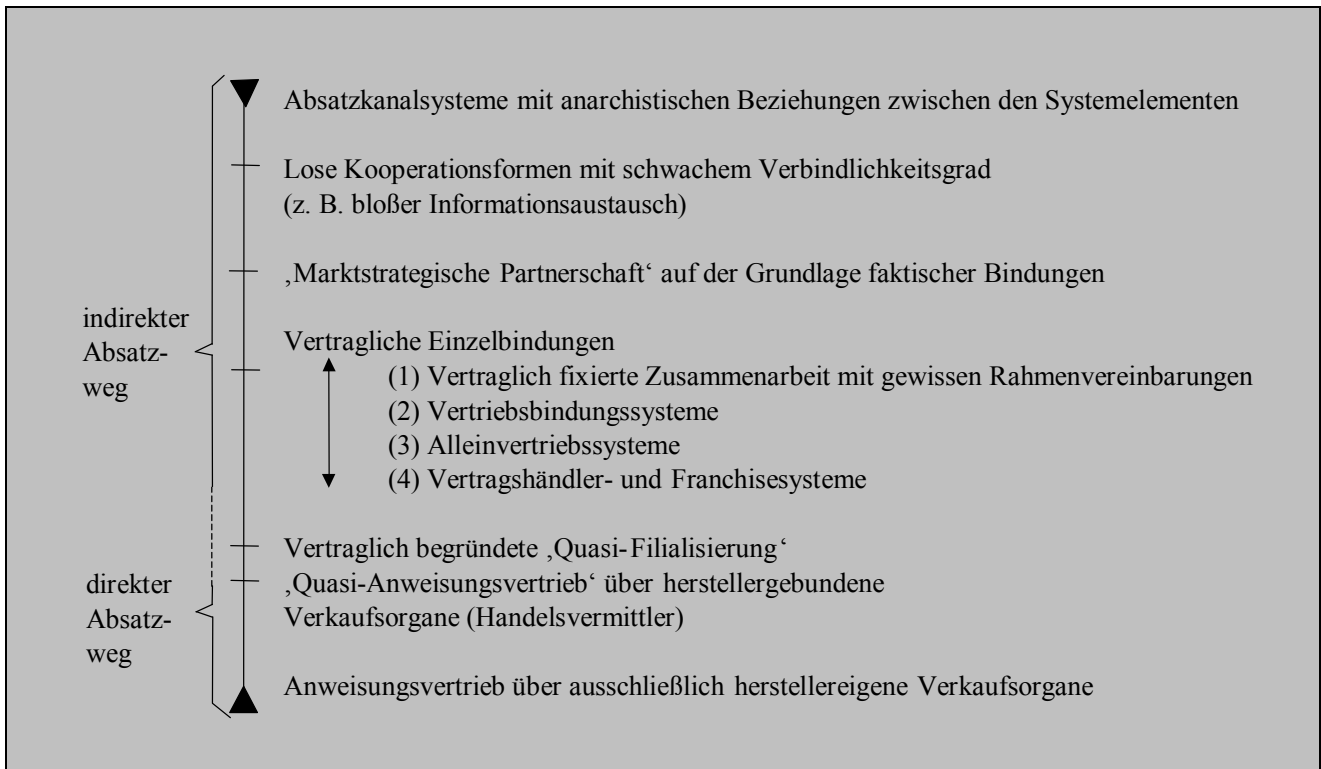 Absatzkanalsysteme mit anarchistischen Beziehungen zwischen den Systemelementen
Lose Kooperationsformen mit schwachem Verbindlichkeitsgrad
(z. B. bloßer Informationsaustausch)
‚Marktstrategische Partnerschaft‘ auf der Grundlage faktischer Bindungen
indirekter
Absatz-
weg
Vertragliche Einzelbindungen
(1) Vertraglich fixierte Zusammenarbeit mit gewissen Rahmenvereinbarungen
(2) Vertriebsbindungssysteme
(3) Alleinvertriebssysteme
(4) Vertragshändler- und Franchisesysteme
Vertraglich begründete ‚Quasi-Filialisierung‘
direkter
Absatz-
weg
‚Quasi-Anweisungsvertrieb‘ über herstellergebundene
Verkaufsorgane (Handelsvermittler)
Anweisungsvertrieb über ausschließlich herstellereigene Verkaufsorgane